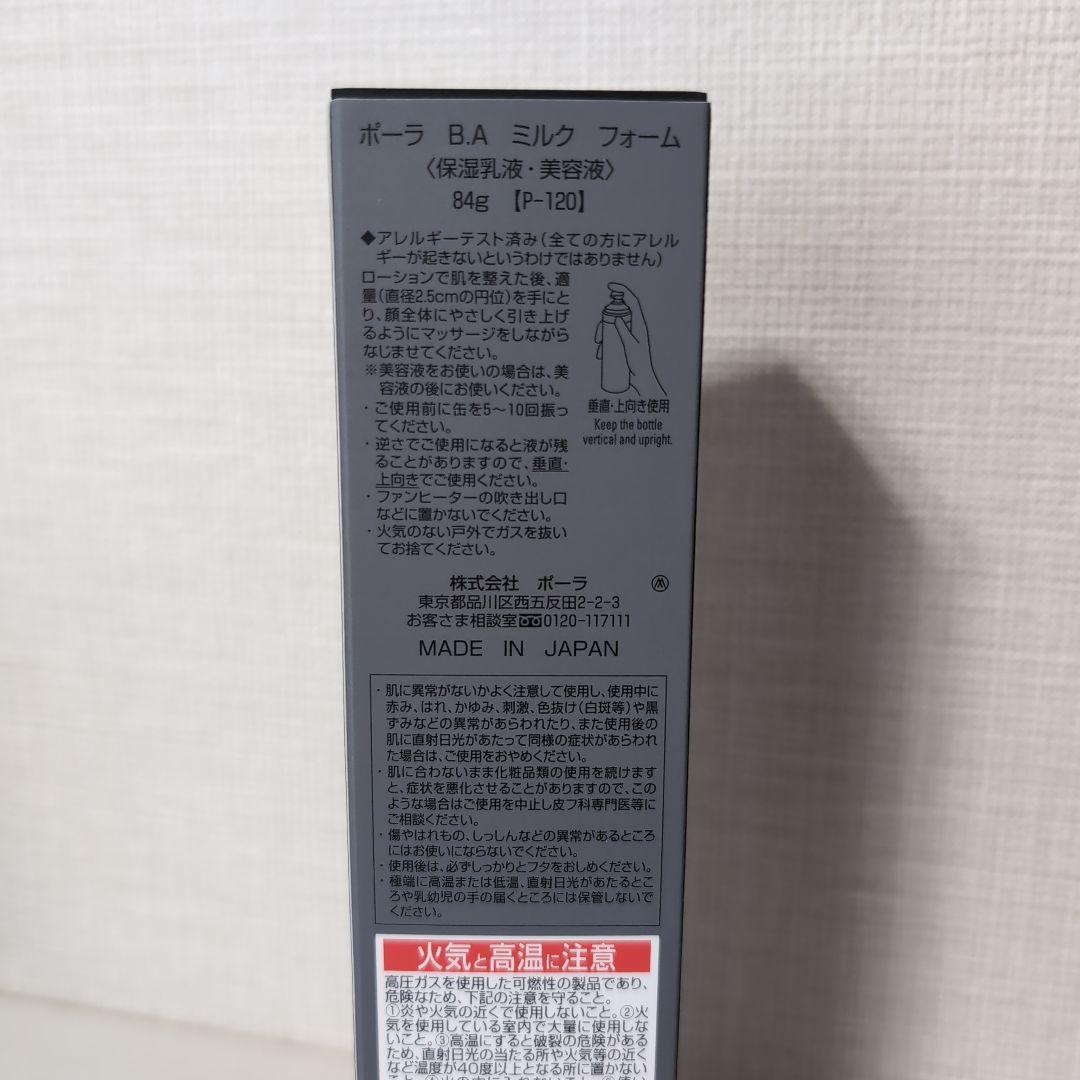 ポーラ B.A ミルク フォーム
〈保湿乳液・美容液〉
84g 【P-120】
◆アレルギーテスト済み(全ての方にアレル
ギーが起きないというわけではありません)
ローションで肌を整えた後、適
量(直径2.5cmの円位)を手にと
り、顔全体にやさしく引き上げ
るようにマッサージをしながら
なじませてください。
※美容液をお使いの場合は、美
容液の後にお使いください。
・ご使用前に缶を5〜10回振っ
てください。
・逆さでご使用になると液が残
ることがありますので、垂直・
上向きでご使用ください。
・ファンヒーターの吹き出し口
などに置かないでください。
・火気のない戸外でガスを抜い
てお捨てください。
垂直・上向き使用
Keep the bottle
vertical and upright.
株式会社 ポーラ
東京都品川区西五反田2-2-3
お客さま相談室0120-117111
MADE IN JAPAN
・肌に異常がないかよく注意して使用し、使用中に
赤み、はれ、かゆみ、刺激、色抜け(白斑等)や黒
ずみなどの異常があらわれたり、また使用後の
肌に直射日光があたって同様の症状があらわれ
た場合は、ご使用をおやめください。
・肌に合わないまま化粧品類の使用を続けます
と、症状を悪化させることがありますので、この
ような場合はご使用を中止し皮フ科専門医等に
ご相談ください。
・傷やはれもの、しっしんなどの異常があるところ
にはお使いにならないでください。
・使用後は、必ずしっかりとフタをおしめください。
・極端に高温または低温、直射日光があたるとこ
ろや乳幼児の手の届くところには保管しないで
ください。
火気と高温に注意
高圧ガスを使用した可燃性の製品であり、
危険なため、下記の注意を守ること。
①炎や火気の近くで使用しないこと。②火
気を使用している室内で大量に使用しな
いこと。③高温にすると破裂の危険がある
ため、直射日光の当たる所や火気等の近く
など温度が40度以上となる所に置かない